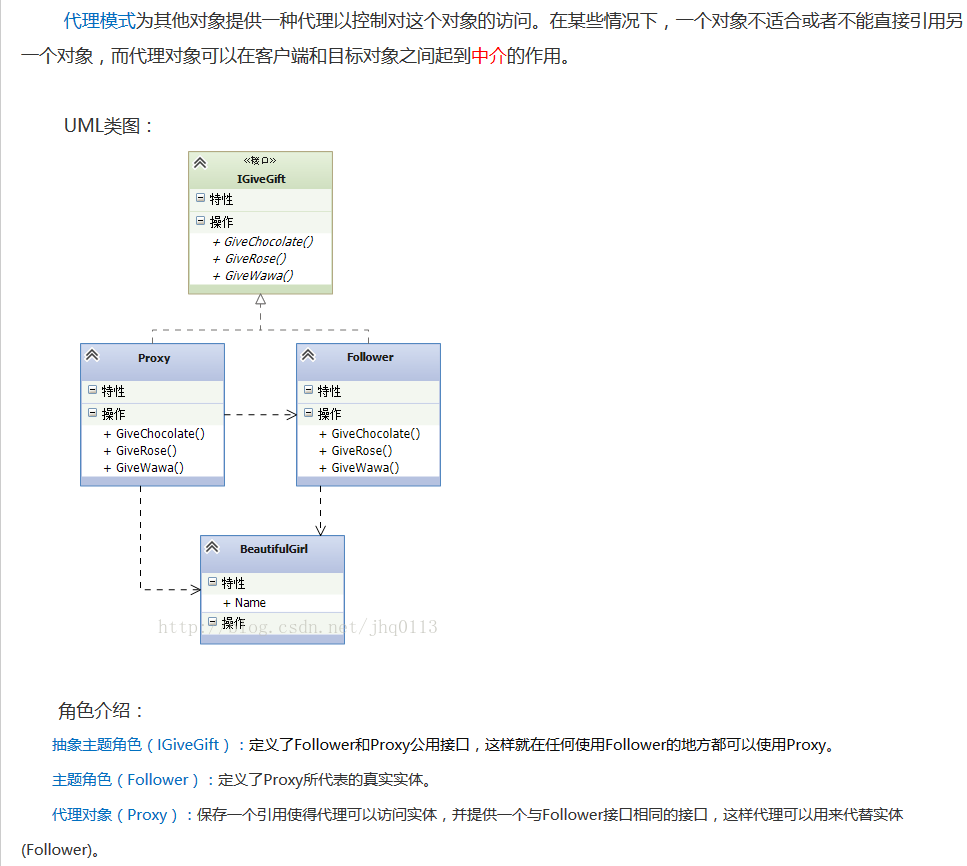 代理模式为其他对象提供一种代理以控制对这个对象的访问。在某些情况下，一个对象不适合或者不能直接引用另
一个对象，而代理对象可以在客户端和目标对象之间起到中介的作用。
UML类图：
«接口»
IGiveGift
特性
操作
+ GiveChocolate()
+ GiveRose()
+ GiveWawa()
Proxy
特性
操作
+ GiveChocolate()
+ GiveRose()
+ GiveWawa()
Follower
特性
操作
+ GiveChocolate()
+ GiveRose()
+ GiveWawa()
BeautifulGirl
特性
+ Name
操作
http://blog.csdn.net/jhq0113
角色介绍：
抽象主题角色（IGiveGift）：定义了Follower和Proxy公用接口，这样就在任何使用Follower的地方都可以使用Proxy。
主题角色（Follower）：定义了Proxy所代表的真实实体。
代理对象（Proxy）：保存一个引用使得代理可以访问实体，并提供一个与Follower接口相同的接口，这样代理可以用来代替实体
(Follower)。